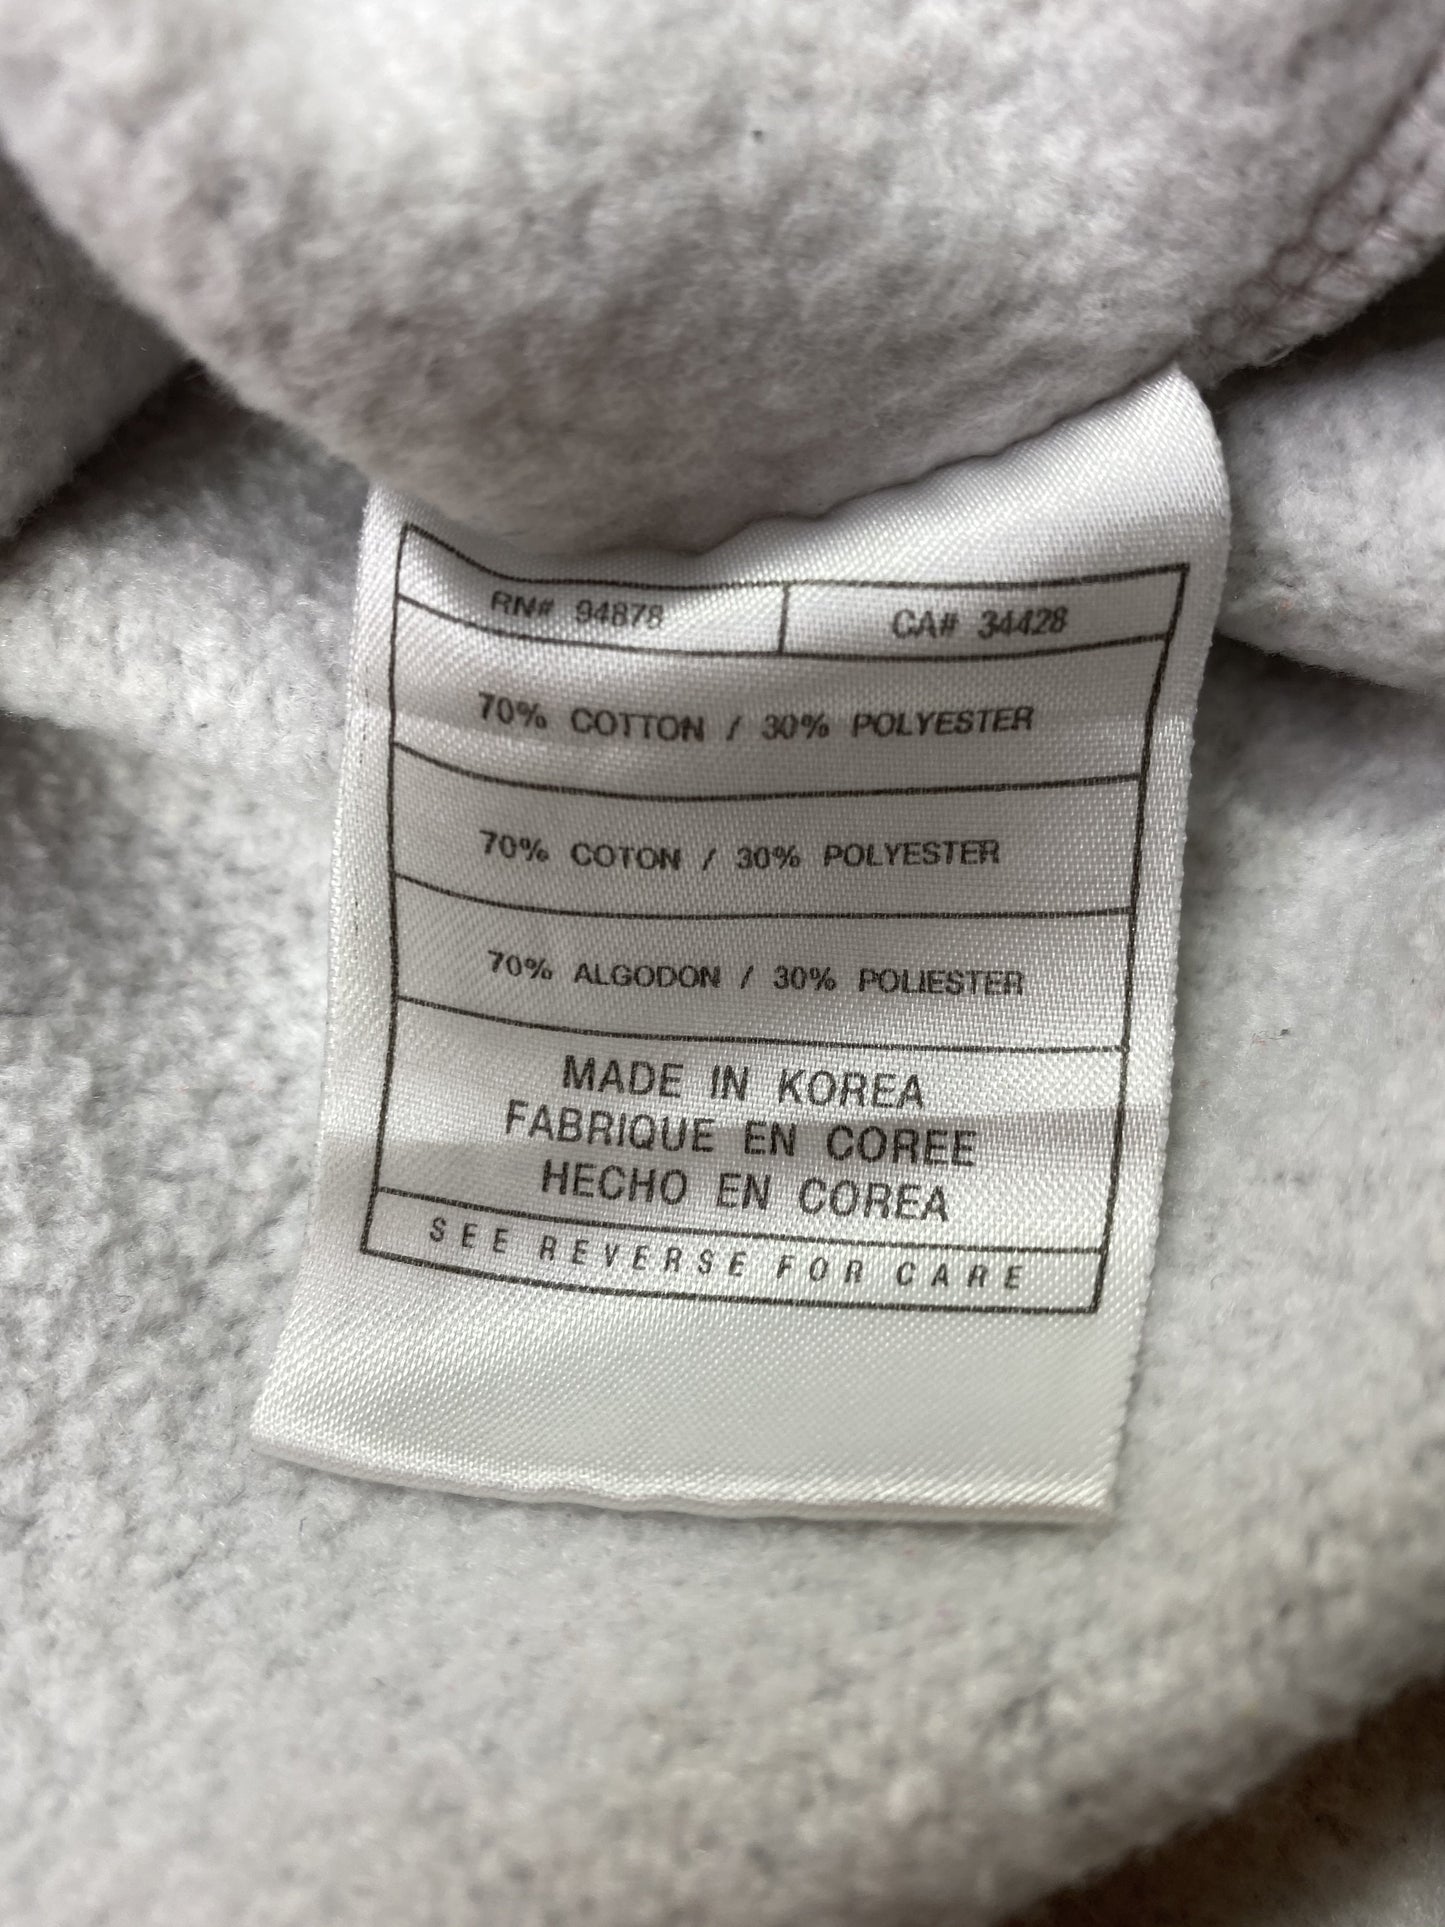 RN# 94878 CA# 34428
70% COTTON / 30% POLYESTER
70% COTON / 30% POLYESTER
70% ALGODON / 30% POLIESTER
MADE IN KOREA
FABRIQUE EN COREE
HECHO EN COREA
SEE REVERSE FOR CARE